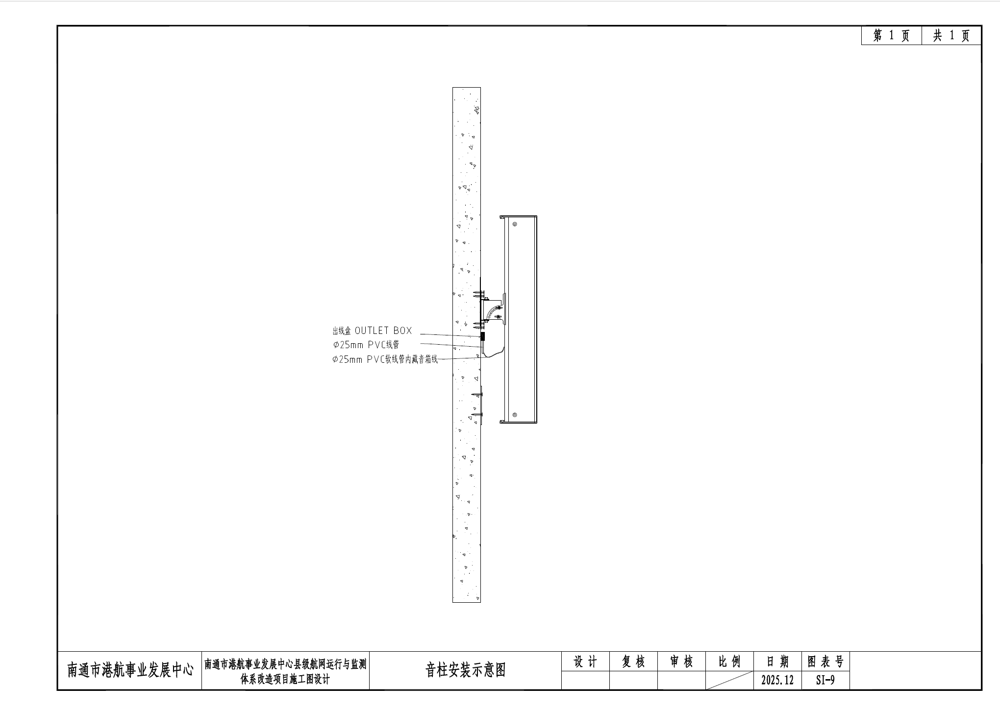 第 1 页 共 1 页
出线盒 OUTLET BOX
Φ25mm PVC线管
Φ25mm PVC软线管内藏音箱线
南通市港航事业发展中心
南通市港航事业发展中心县级航网运行与监测
体系改造项目施工图设计
音柱安装示意图
设计 复核 审核 比例 日期 图表号
2025.12 SI-9